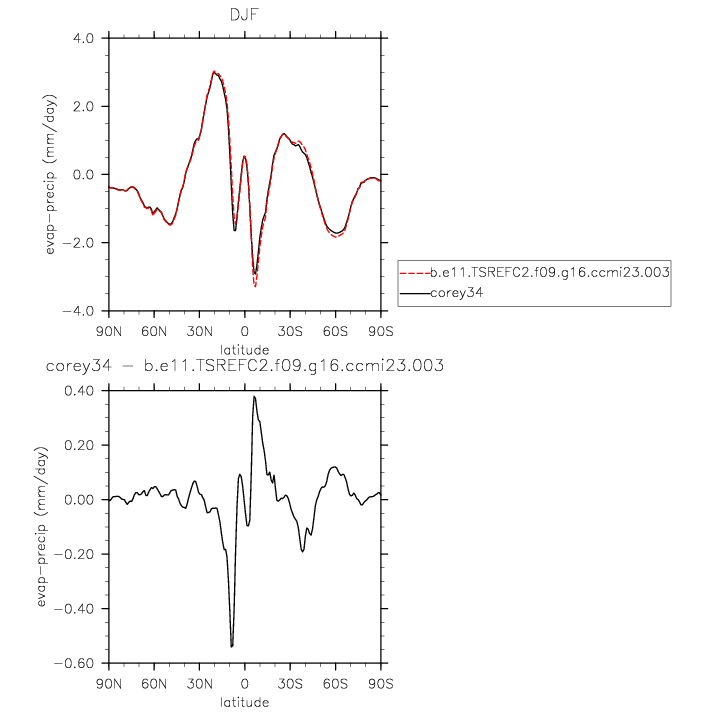 DJF
4.0
2.0
0.0
−2.0
−4.0
evap−precip (mm/day)
90N 60N 30N 0 30S 60S 90S
latitude
b.e11.TSREFC2.f09.g16.ccmi23.003
corey34
corey34 − b.e11.TSREFC2.f09.g16.ccmi23.003
0.40
0.20
0.00
−0.20
−0.40
−0.60
evap−precip (mm/day)
90N 60N 30N 0 30S 60S 90S
latitude